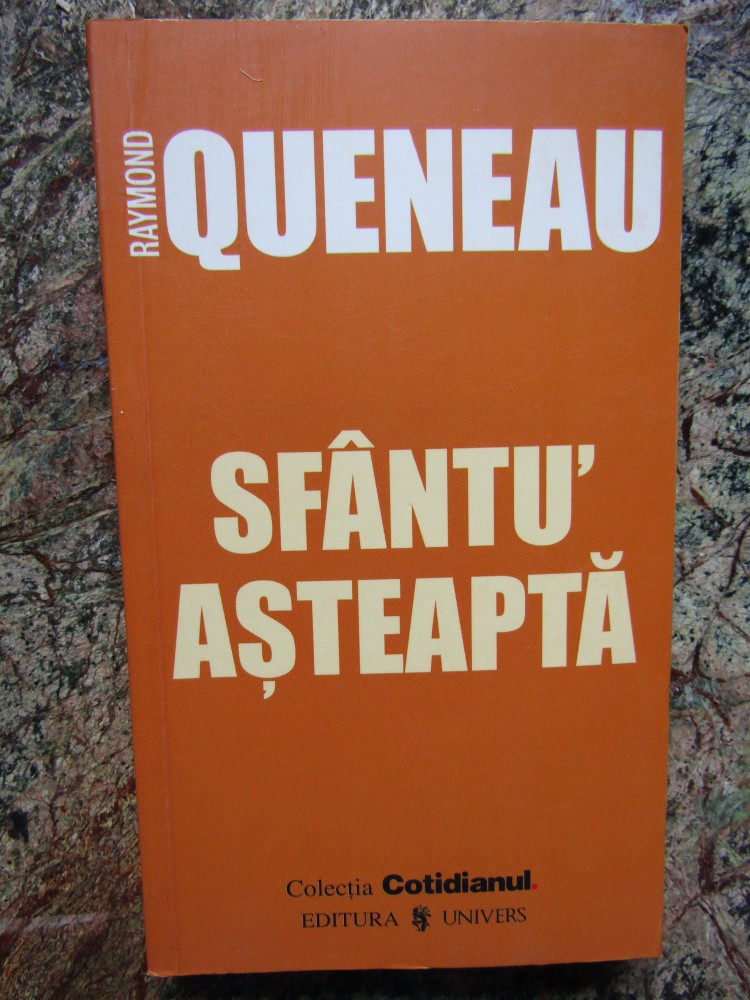 RAYMOND
QUENEAU
SFÂNTU’
AȘTEAPTĂ
Colecția Cotidianul.
EDITURA UNIVERS